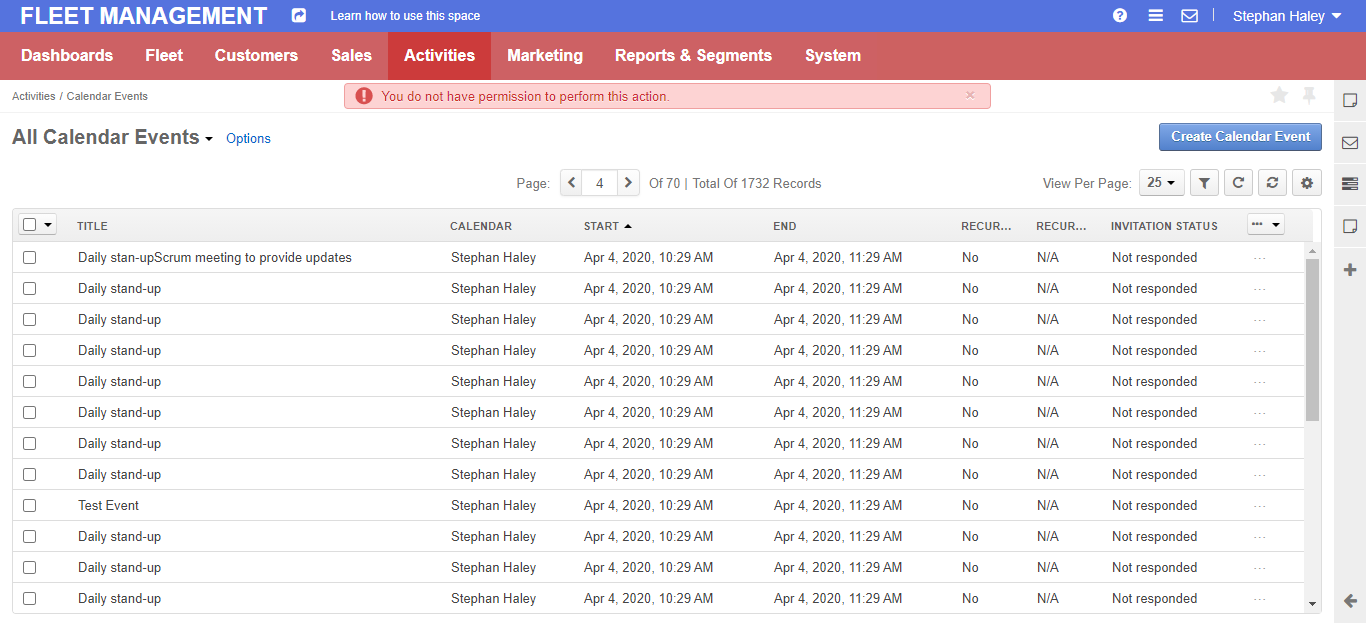 FLEET MANAGEMENT Learn how to use this space Stephan Haley
Dashboards Fleet Customers Sales Activities Marketing Reports & Segments System
Activities / Calendar Events You do not have permission to perform this action. ×
All Calendar Events Options Create Calendar Event
Page: 4 Of 70 | Total Of 1732 Records View Per Page: 25
TITLE CALENDAR START END RECUR... RECUR... INVITATION STATUS ...
Daily stan-upScrum meeting to provide updates Stephan Haley Apr 4, 2020, 10:29 AM Apr 4, 2020, 11:29 AM No N/A Not responded ...
Daily stand-up Stephan Haley Apr 4, 2020, 10:29 AM Apr 4, 2020, 11:29 AM No N/A Not responded ...
Daily stand-up Stephan Haley Apr 4, 2020, 10:29 AM Apr 4, 2020, 11:29 AM No N/A Not responded ...
Daily stand-up Stephan Haley Apr 4, 2020, 10:29 AM Apr 4, 2020, 11:29 AM No N/A Not responded ...
Daily stand-up Stephan Haley Apr 4, 2020, 10:29 AM Apr 4, 2020, 11:29 AM No N/A Not responded ...
Daily stand-up Stephan Haley Apr 4, 2020, 10:29 AM Apr 4, 2020, 11:29 AM No N/A Not responded ...
Daily stand-up Stephan Haley Apr 4, 2020, 10:29 AM Apr 4, 2020, 11:29 AM No N/A Not responded ...
Daily stand-up Stephan Haley Apr 4, 2020, 10:29 AM Apr 4, 2020, 11:29 AM No N/A Not responded ...
Test Event Stephan Haley Apr 4, 2020, 10:29 AM Apr 4, 2020, 11:29 AM No N/A Not responded ...
Daily stand-up Stephan Haley Apr 4, 2020, 10:29 AM Apr 4, 2020, 11:29 AM No N/A Not responded ...
Daily stand-up Stephan Haley Apr 4, 2020, 10:29 AM Apr 4, 2020, 11:29 AM No N/A Not responded ...
Daily stand-up Stephan Haley Apr 4, 2020, 10:29 AM Apr 4, 2020, 11:29 AM No N/A Not responded ...